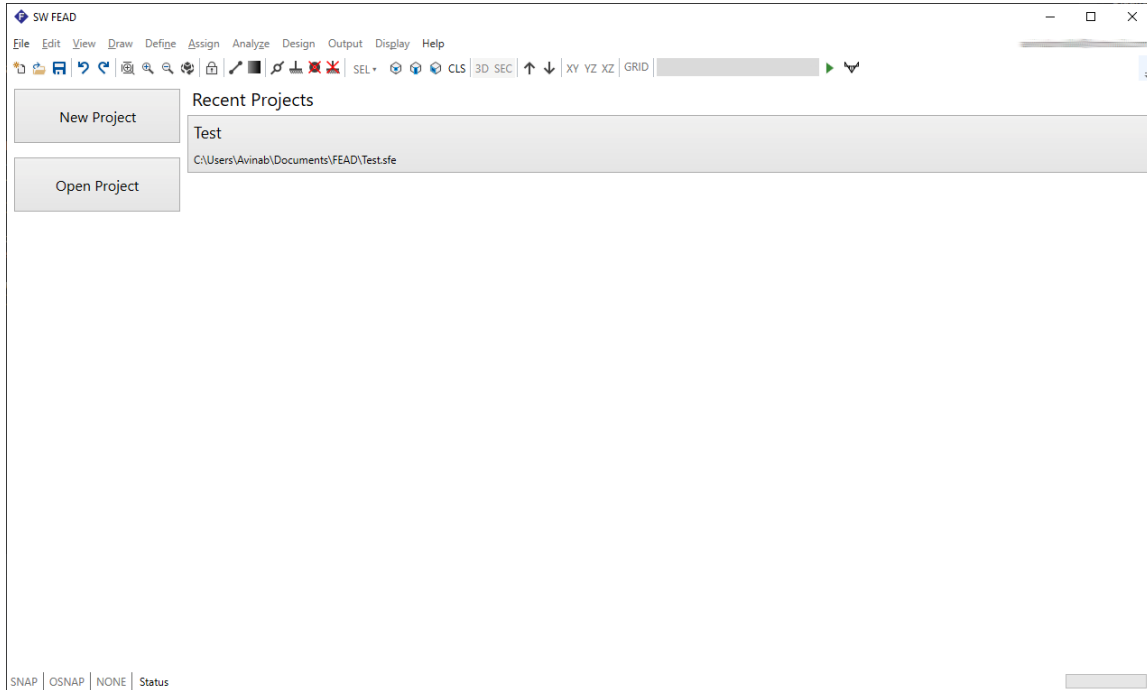 SW FEAD
File Edit View Draw Define Assign Analyze Design Output Display Help
SEL CLS 3D SEC XY YZ XZ GRID
New Project
Recent Projects
Test
C:\Users\Avinab\Documents\FEAD\Test.sfe
Open Project
SNAP OSNAP NONE Status